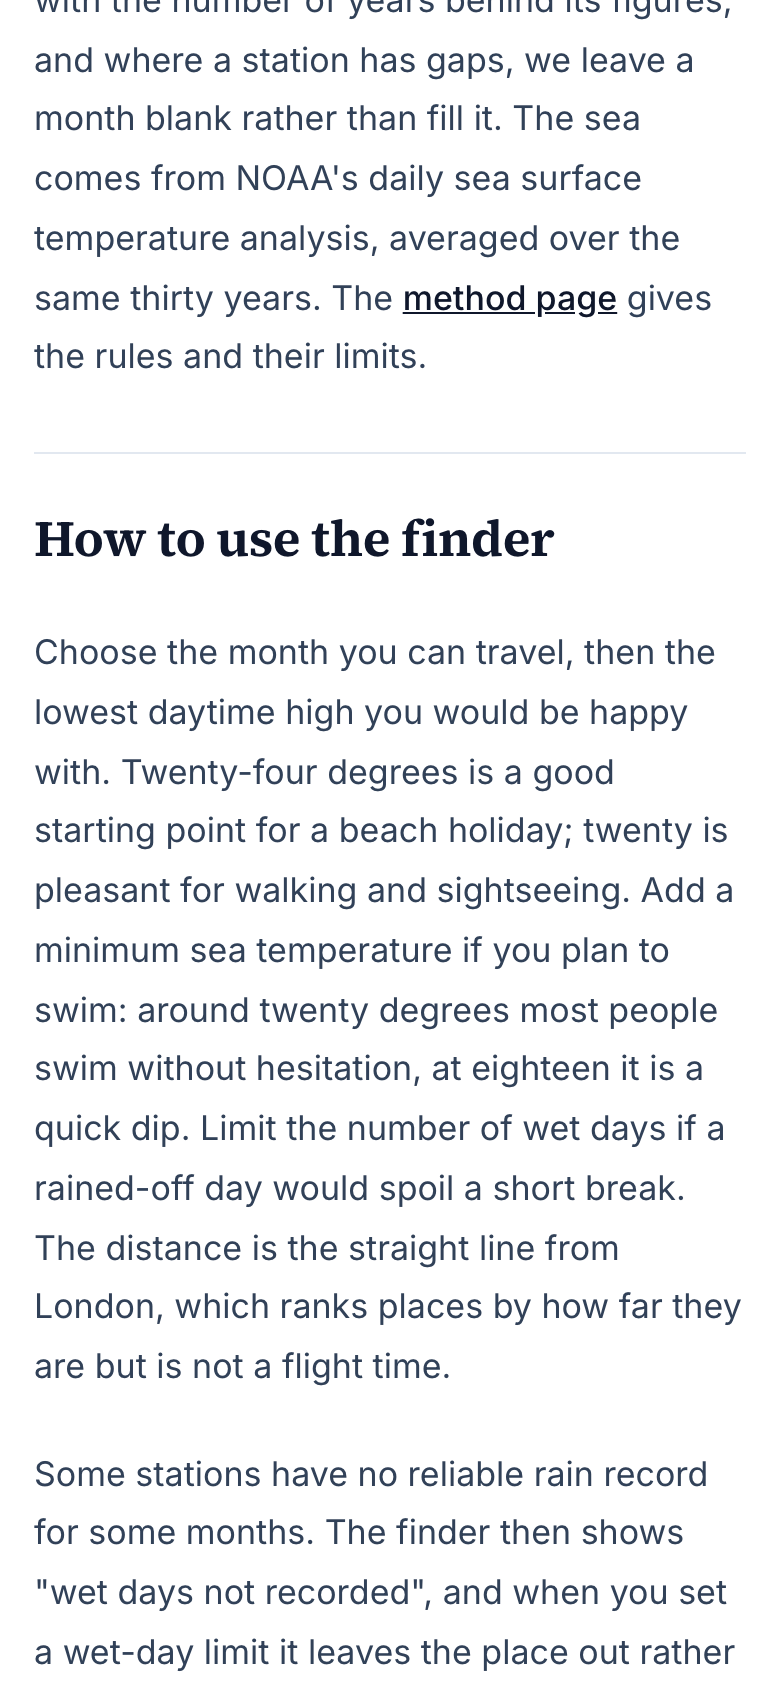 with the number of years behind its figures,
and where a station has gaps, we leave a
month blank rather than fill it. The sea
comes from NOAA's daily sea surface
temperature analysis, averaged over the
same thirty years. The method page gives
the rules and their limits.
How to use the finder
Choose the month you can travel, then the
lowest daytime high you would be happy
with. Twenty-four degrees is a good
starting point for a beach holiday; twenty is
pleasant for walking and sightseeing. Add a
minimum sea temperature if you plan to
swim: around twenty degrees most people
swim without hesitation, at eighteen it is a
quick dip. Limit the number of wet days if a
rained-off day would spoil a short break.
The distance is the straight line from
London, which ranks places by how far they
are but is not a flight time.
Some stations have no reliable rain record
for some months. The finder then shows
"wet days not recorded", and when you set
a wet-day limit it leaves the place out rather